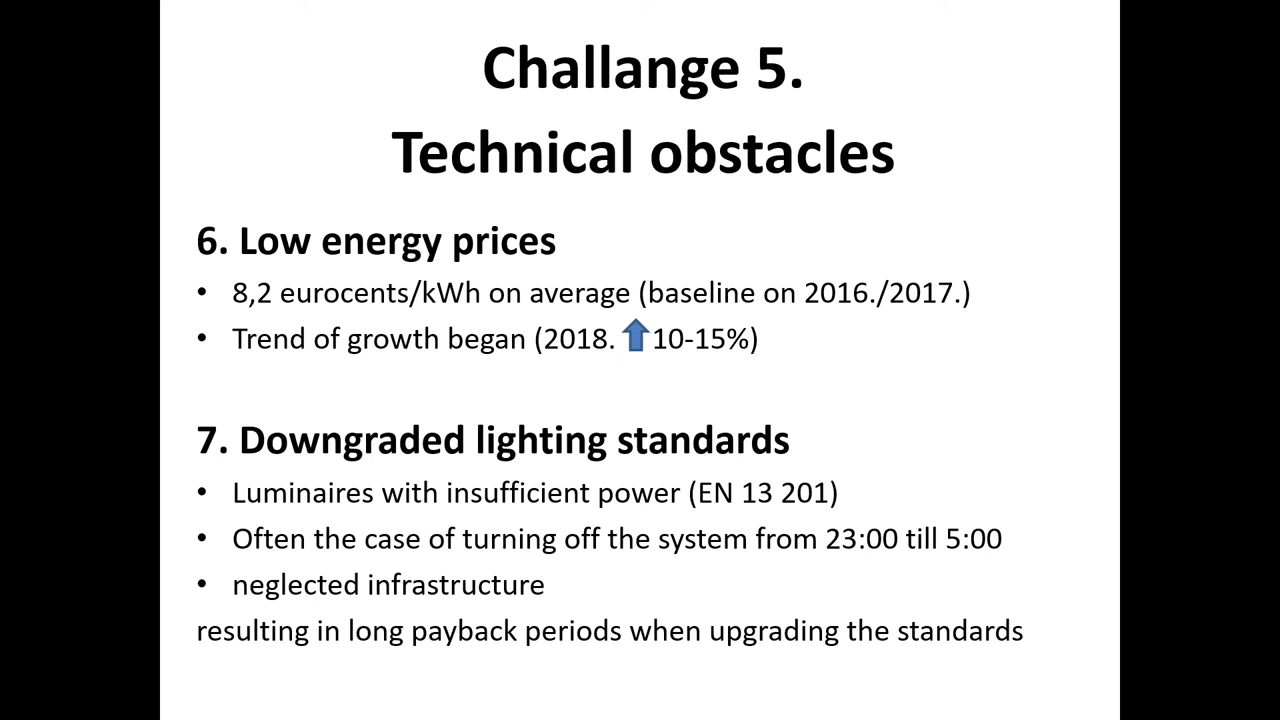 Challange 5.
Technical obstacles
6. Low energy prices
• 8,2 eurocents/kWh on average (baseline on 2016./2017.)
• Trend of growth began (2018. 10-15%)
7. Downgraded lighting standards
• Luminaires with insufficient power (EN 13 201)
• Often the case of turning off the system from 23:00 till 5:00
• neglected infrastructure
resulting in long payback periods when upgrading the standards